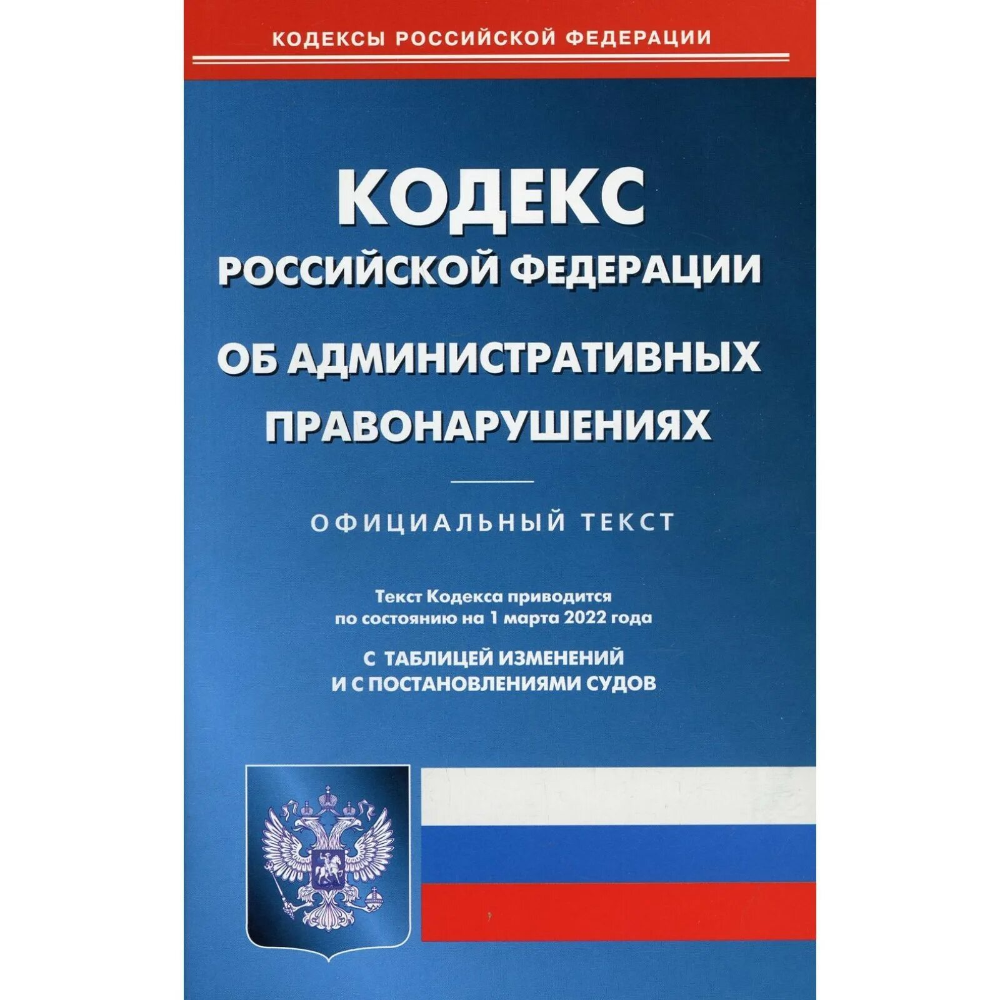 КОДЕКСЫ РОССИЙСКОЙ ФЕДЕРАЦИИ
КОДЕКС
РОССИЙСКОЙ ФЕДЕРАЦИИ
ОБ АДМИНИСТРАТИВНЫХ
ПРАВОНАРУШЕНИЯХ
ОФИЦИАЛЬНЫЙ ТЕКСТ
Текст Кодекса приводится
по состоянию на 1 марта 2022 года
С ТАБЛИЦЕЙ ИЗМЕНЕНИЙ
И С ПОСТАНОВЛЕНИЯМИ СУДОВ